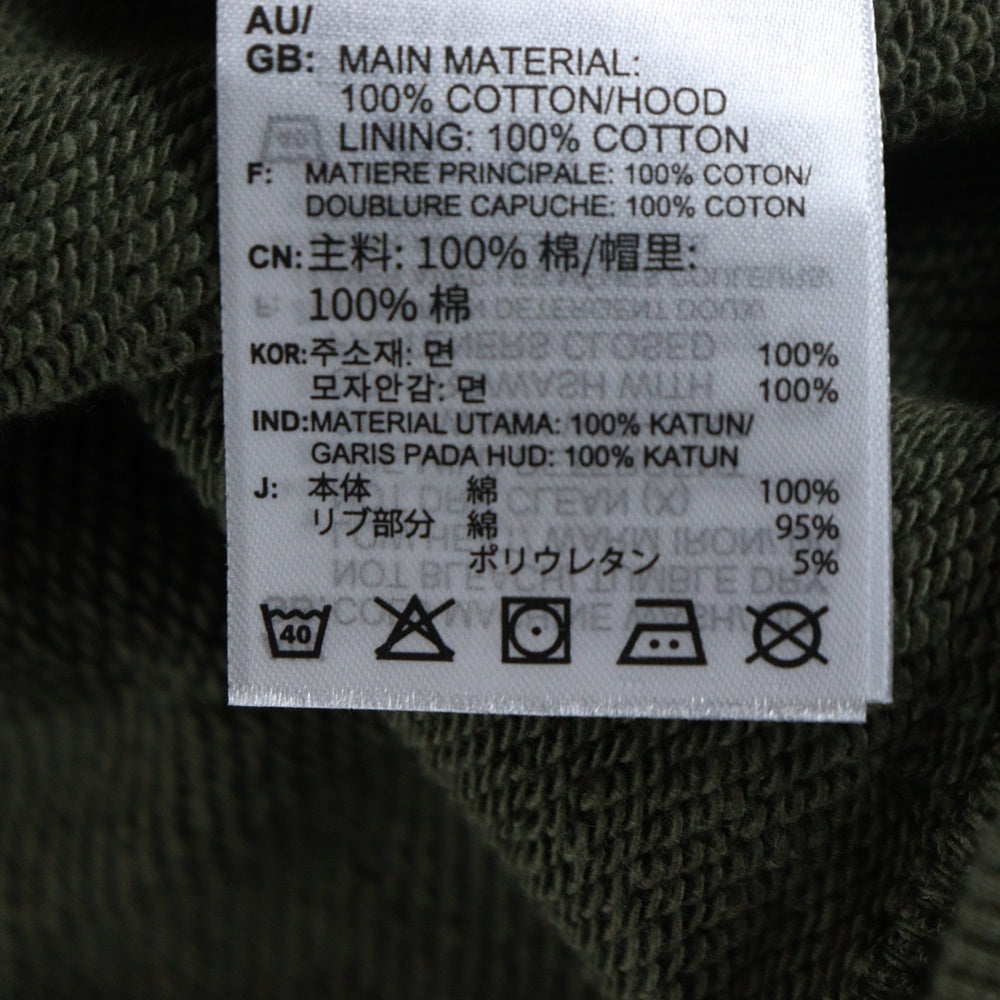 AU/
GB: MAIN MATERIAL:
100% COTTON/HOOD
LINING: 100% COTTON
F: MATIERE PRINCIPALE: 100% COTON/
DOUBLURE CAPUCHE: 100% COTON
CN: 主料: 100% 棉/帽里:
100% 棉
KOR: 주소재: 면 100%
모자안감: 면 100%
IND: MATERIAL UTAMA: 100% KATUN/
GARIS PADA HUD: 100% KATUN
J: 本体 綿 100%
リブ部分 綿 95%
ポリウレタン 5%
40